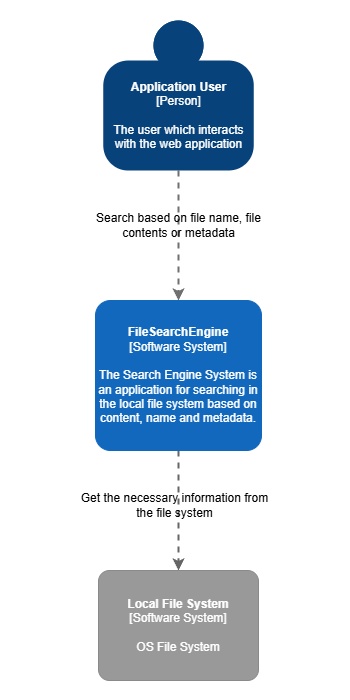 Application User
[Person]
The user which interacts
with the web application
Search based on file name, file
contents or metadata
FileSearchEngine
[Software System]
The Search Engine System is
an application for searching in
the local file system based on
content, name and metadata.
Get the necessary information from
the file system
Local File System
[Software System]
OS File System